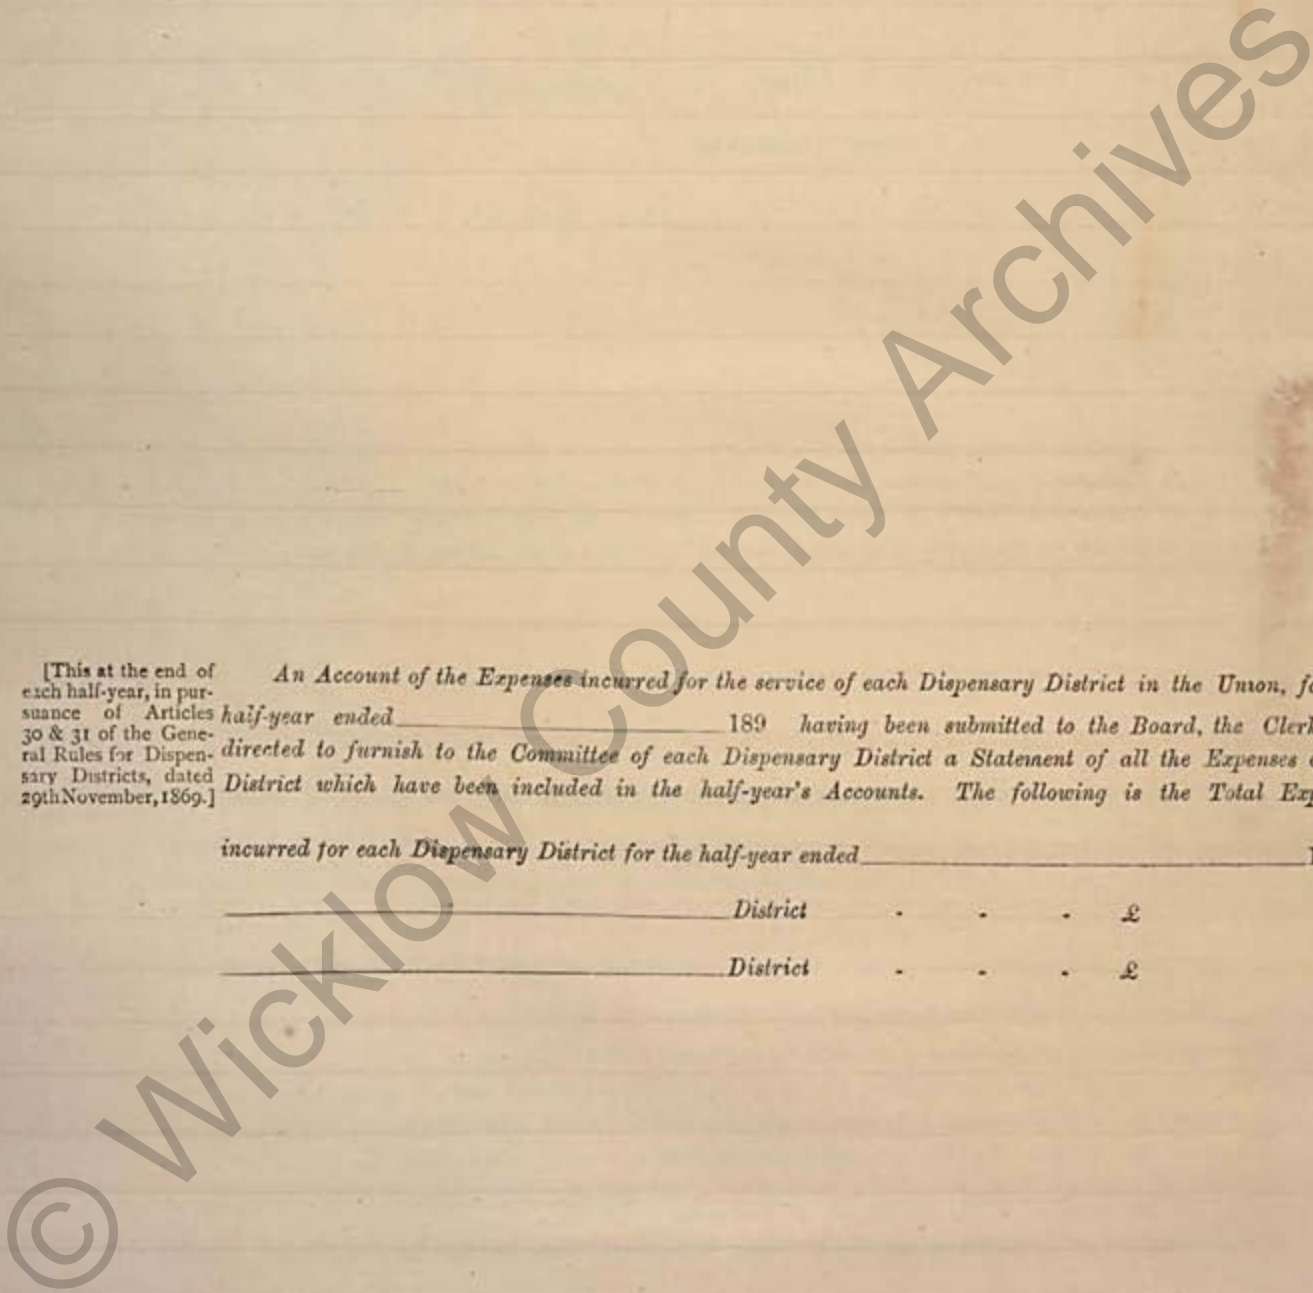 [This at the end of
each half-year, in pur-
suance of Articles
30 & 31 of the Gene-
ral Rules for Dispen-
sary Districts, dated
29th November, 1869.]
An Account of the Expenses incurred for the service of each Dispensary District in the Union, fo
half-year ended 189 having been submitted to the Board, the Clerk
directed to furnish to the Committee of each Dispensary District a Statement of all the Expenses
District which have been included in the half-year's Accounts. The following is the Total Exp
incurred for each Dispensary District for the half-year ended
District - - - £
District - - - £
© Wicklow County Archives